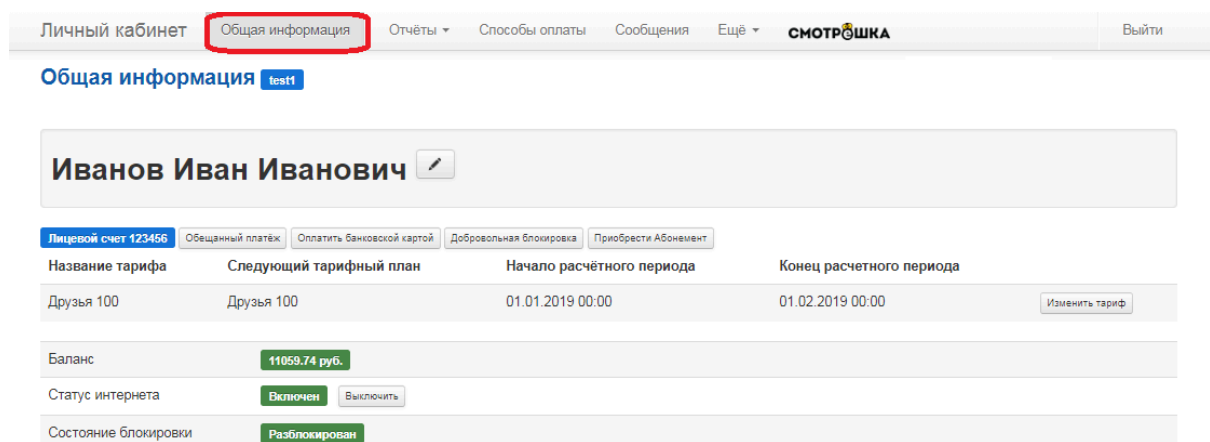 Личный кабинет Общая информация Отчёты Способы оплаты Сообщения Ещё СМОТРЁШКА Выйти
Общая информация test1
Иванов Иван Иванович
Лицевой счет 123456 Обещанный платёж Оплатить банковской картой Добровольная блокировка Приобрести Абонемент
Название тарифа Следующий тарифный план Начало расчётного периода Конец расчетного периода
Друзья 100 Друзья 100 01.01.2019 00:00 01.02.2019 00:00 Изменить тариф
Баланс 11059.74 руб.
Статус интернета Включен Выключить
Состояние блокировки Разблокирован